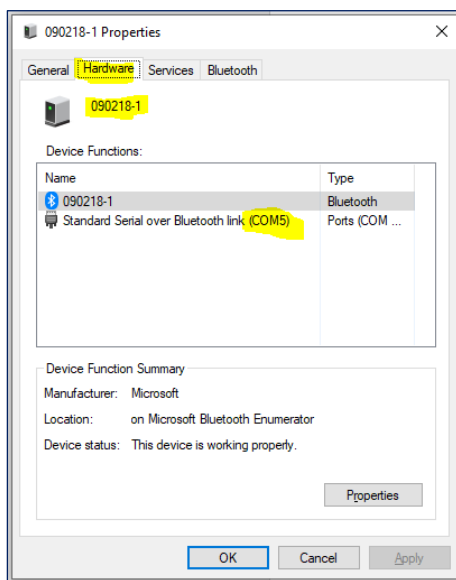 090218-1 Properties
General Hardware Services Bluetooth
090218-1
Device Functions:
Name Type
090218-1 Bluetooth
Standard Serial over Bluetooth link (COM5) Ports (COM ...
Device Function Summary
Manufacturer: Microsoft
Location: on Microsoft Bluetooth Enumerator
Device status: This device is working properly.
Properties
OK Cancel Apply